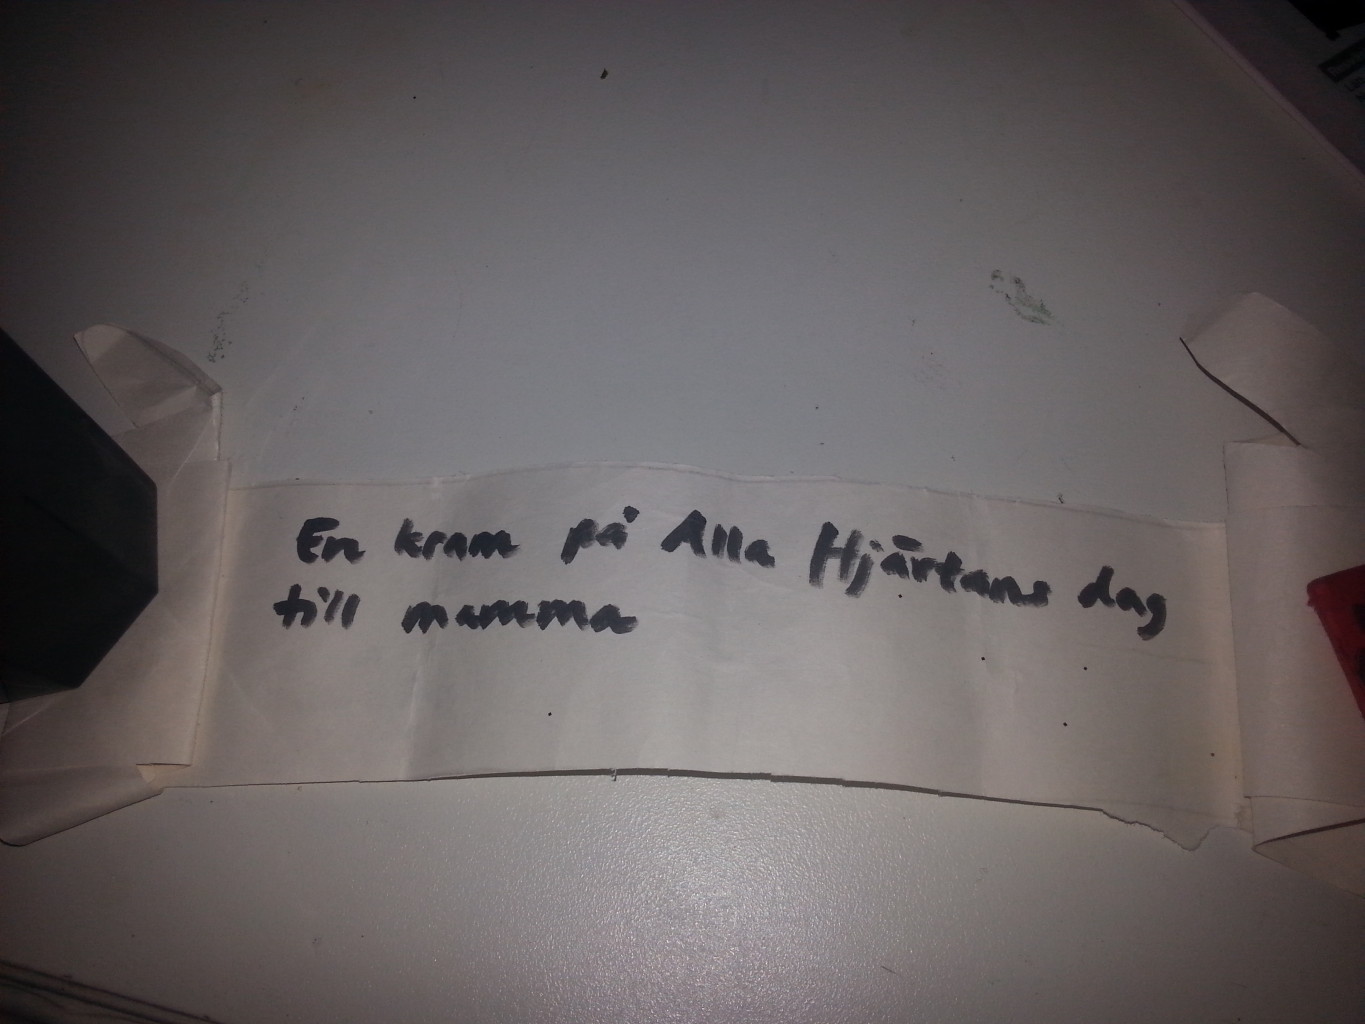 En kram på Alla Hjärtans dag
till mamma